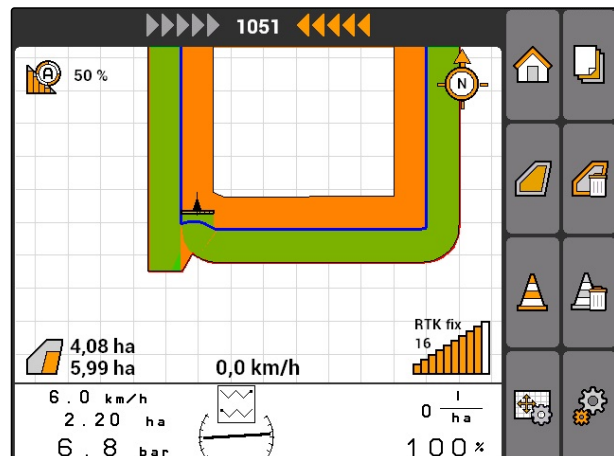 1051
A
50 %
N
RTK fix
16
4,08 ha
5,99 ha
0,0 km/h
6.0 km/h
2.20 ha
6.8 bar
0 l/ha
100%